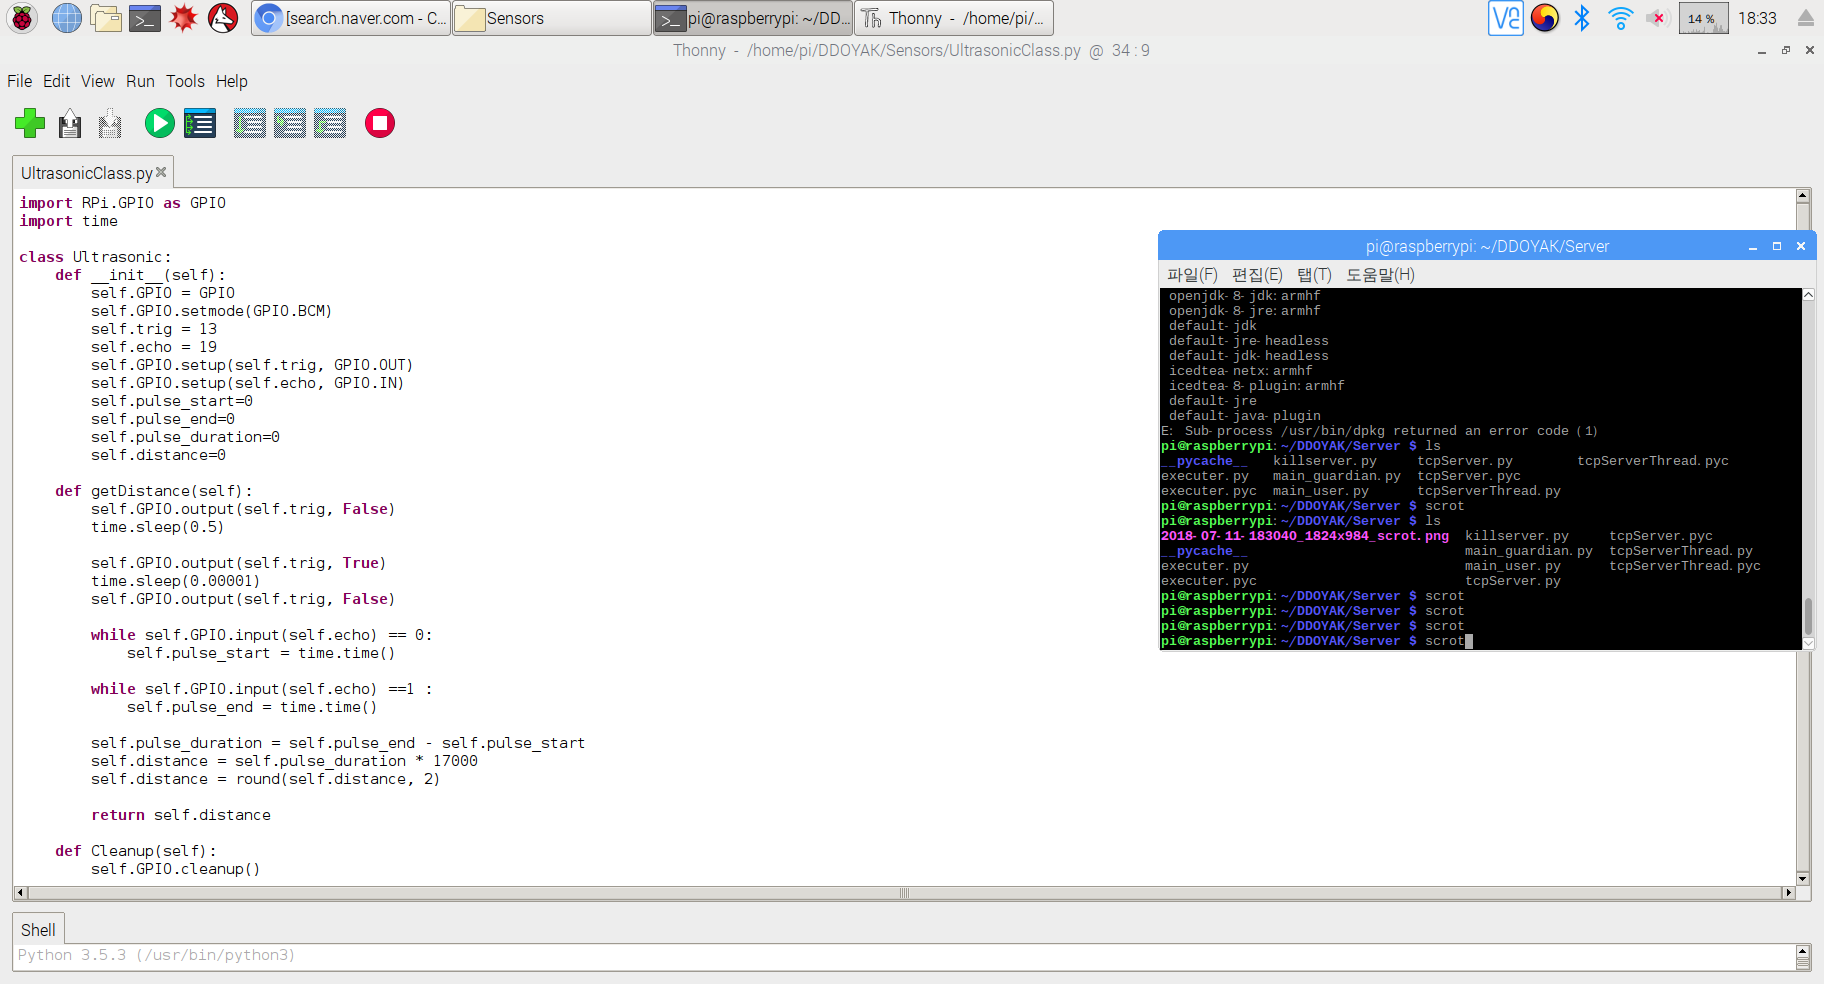 [search.naver.com - C...
Sensors
pi@raspberrypi: ~/DD...
Thonny - /home/pi/...
14 %
18:33
Thonny - /home/pi/DDOYAK/Sensors/UltrasonicClass.py @ 34 : 9
File Edit View Run Tools Help
UltrasonicClass.py
import RPi.GPIO as GPIO
import time
class Ultrasonic:
def __init__(self):
self.GPIO = GPIO
self.GPIO.setmode(GPIO.BCM)
self.trig = 13
self.echo = 19
self.GPIO.setup(self.trig, GPIO.OUT)
self.GPIO.setup(self.echo, GPIO.IN)
self.pulse_start=0
self.pulse_end=0
self.pulse_duration=0
self.distance=0
def getDistance(self):
self.GPIO.output(self.trig, False)
time.sleep(0.5)
self.GPIO.output(self.trig, True)
time.sleep(0.00001)
self.GPIO.output(self.trig, False)
while self.GPIO.input(self.echo) == 0:
self.pulse_start = time.time()
while self.GPIO.input(self.echo) ==1 :
self.pulse_end = time.time()
self.pulse_duration = self.pulse_end - self.pulse_start
self.distance = self.pulse_duration * 17000
self.distance = round(self.distance, 2)
return self.distance
def Cleanup(self):
self.GPIO.cleanup()
Shell
Python 3.5.3 (/usr/bin/python3)
pi@raspberrypi: ~/DDOYAK/Server
파일(F) 편집(E) 탭(T) 도움말(H)
openjdk-8-jdk:armhf
openjdk-8-jre:armhf
default-jdk
default-jre-headless
default-jdk-headless
icedtea-netx:armhf
icedtea-8-plugin:armhf
default-jre
default-java-plugin
E: Sub-process /usr/bin/dpkg returned an error code (1)
pi@raspberrypi:~/DDOYAK/Server $ ls
__pycache__ killserver.py tcpServer.py tcpServerThread.pyc
executer.py main_guardian.py tcpServer.pyc
executer.pyc main_user.py tcpServerThread.py
pi@raspberrypi:~/DDOYAK/Server $ scrot
pi@raspberrypi:~/DDOYAK/Server $ ls
2018-07-11-183040_1824x984_scrot.png killserver.py tcpServer.pyc
__pycache__ main_guardian.py tcpServerThread.py
executer.py main_user.py tcpServerThread.pyc
executer.pyc tcpServer.py
pi@raspberrypi:~/DDOYAK/Server $ scrot
pi@raspberrypi:~/DDOYAK/Server $ scrot
pi@raspberrypi:~/DDOYAK/Server $ scrot
pi@raspberrypi:~/DDOYAK/Server $ scrot